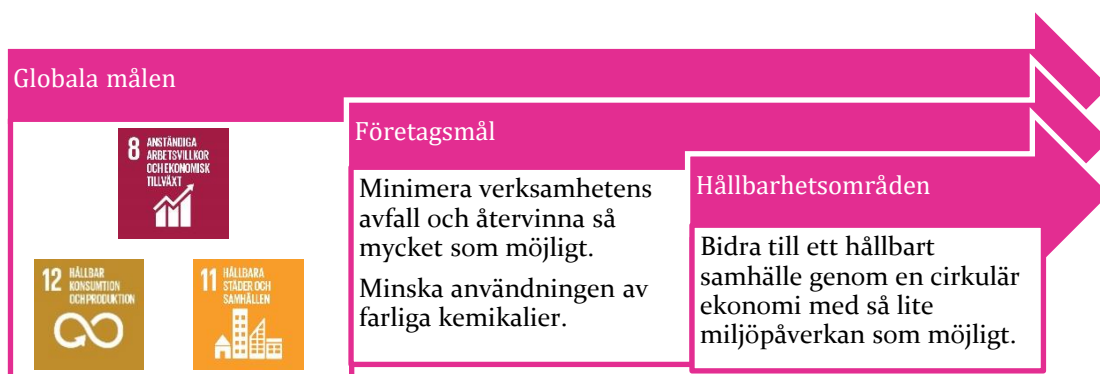 Globala målen
8 ANSTÄNDIGA
ARBETSVILLKOR
OCH EKONOMISK
TILLVÄXT
12 HÅLLBAR
KONSUMTION
OCH PRODUKTION
11 HÅLLBARA
STÄDER OCH
SAMHÄLLEN
Företagsmål
Minimera verksamhetens
avfall och återvinna så
mycket som möjligt.
Minska användningen av
farliga kemikalier.
Hållbarhetsområden
Bidra till ett hållbart
samhälle genom en cirkulär
ekonomi med så lite
miljöpåverkan som möjligt.